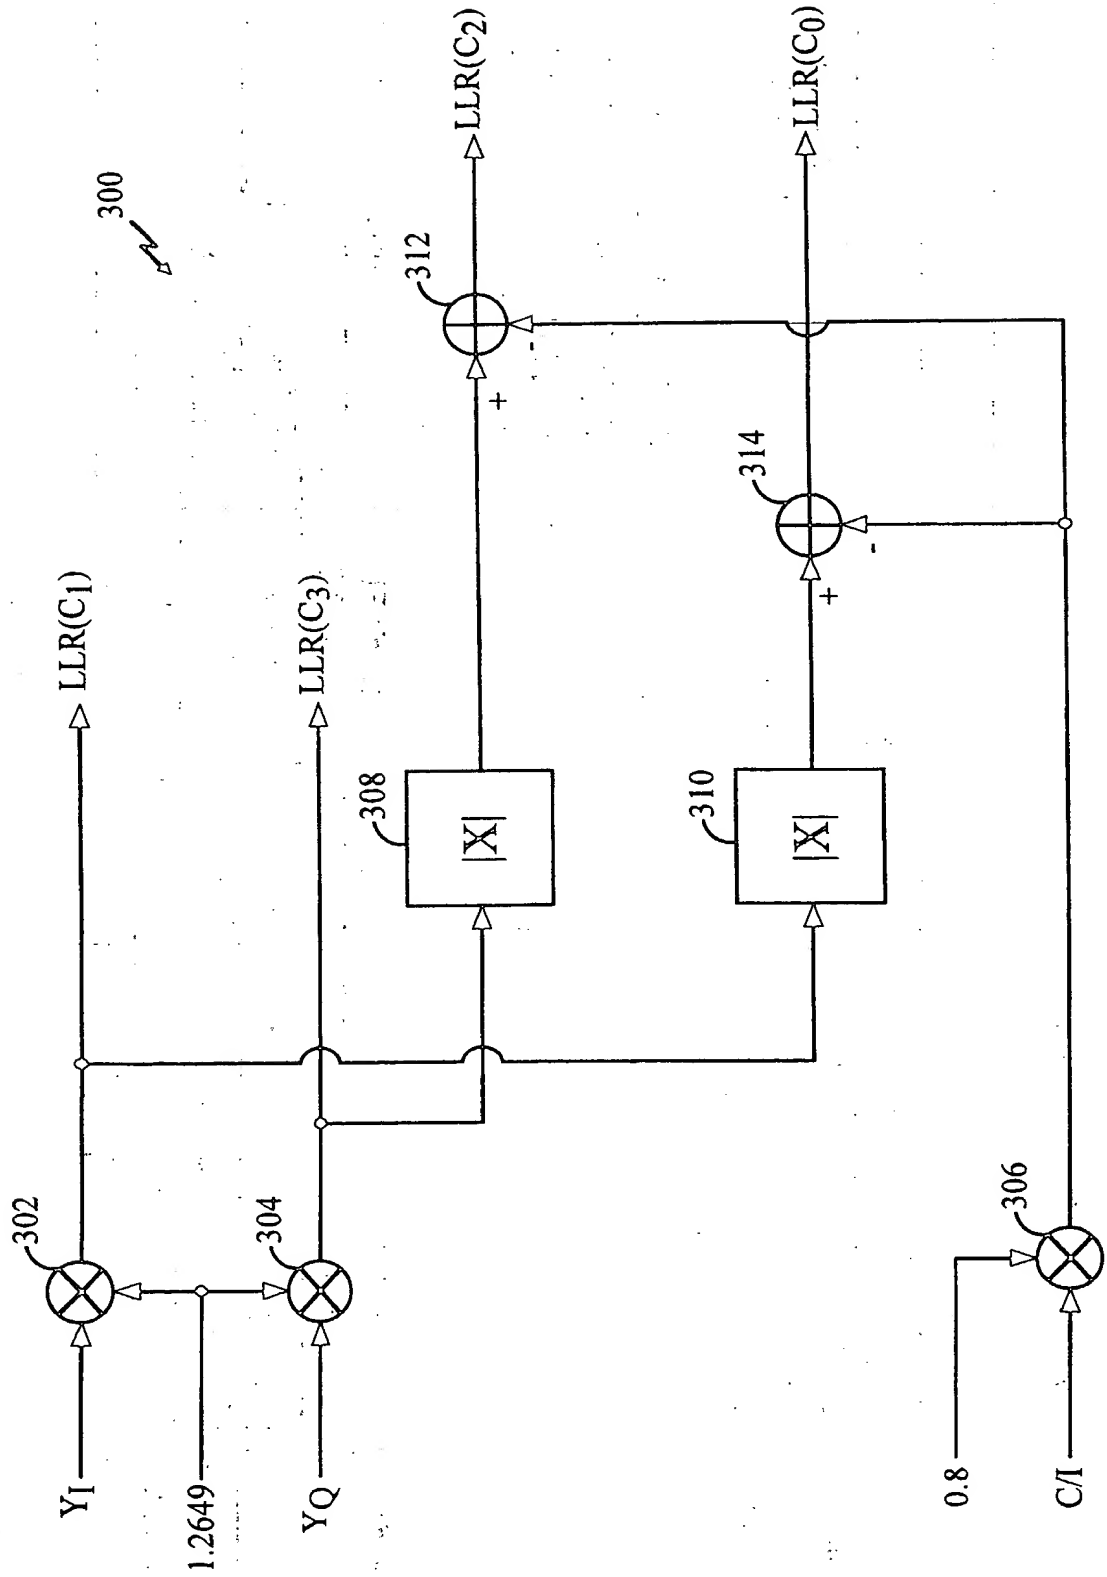 300
Y_I
302
LLR(C_1)
1.2649
Y_Q
304
LLR(C_3)
308
|X|
+
-
312
LLR(C_2)
310
|X|
+
-
314
LLR(C_0)
0.8
C/I
306